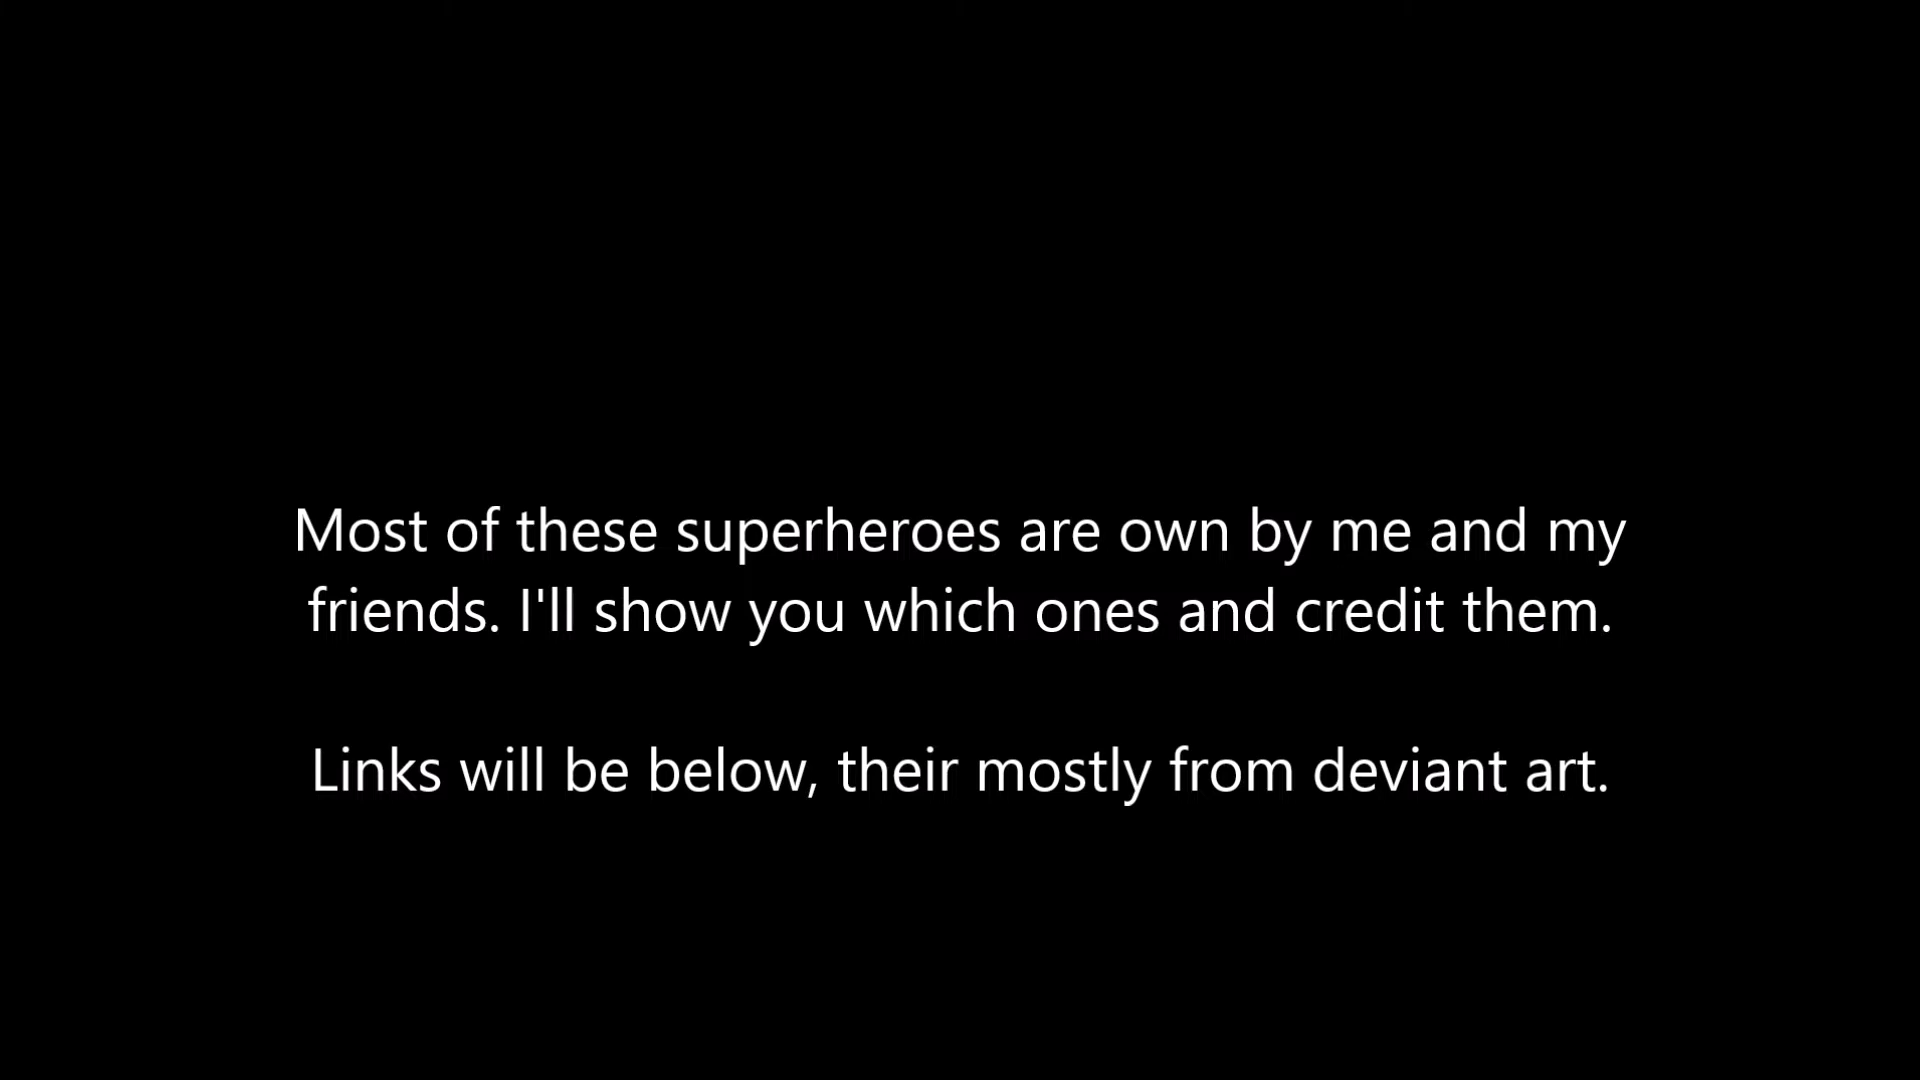 Most of these superheroes are own by me and my
friends. I'll show you which ones and credit them.
Links will be below, their mostly from deviant art.